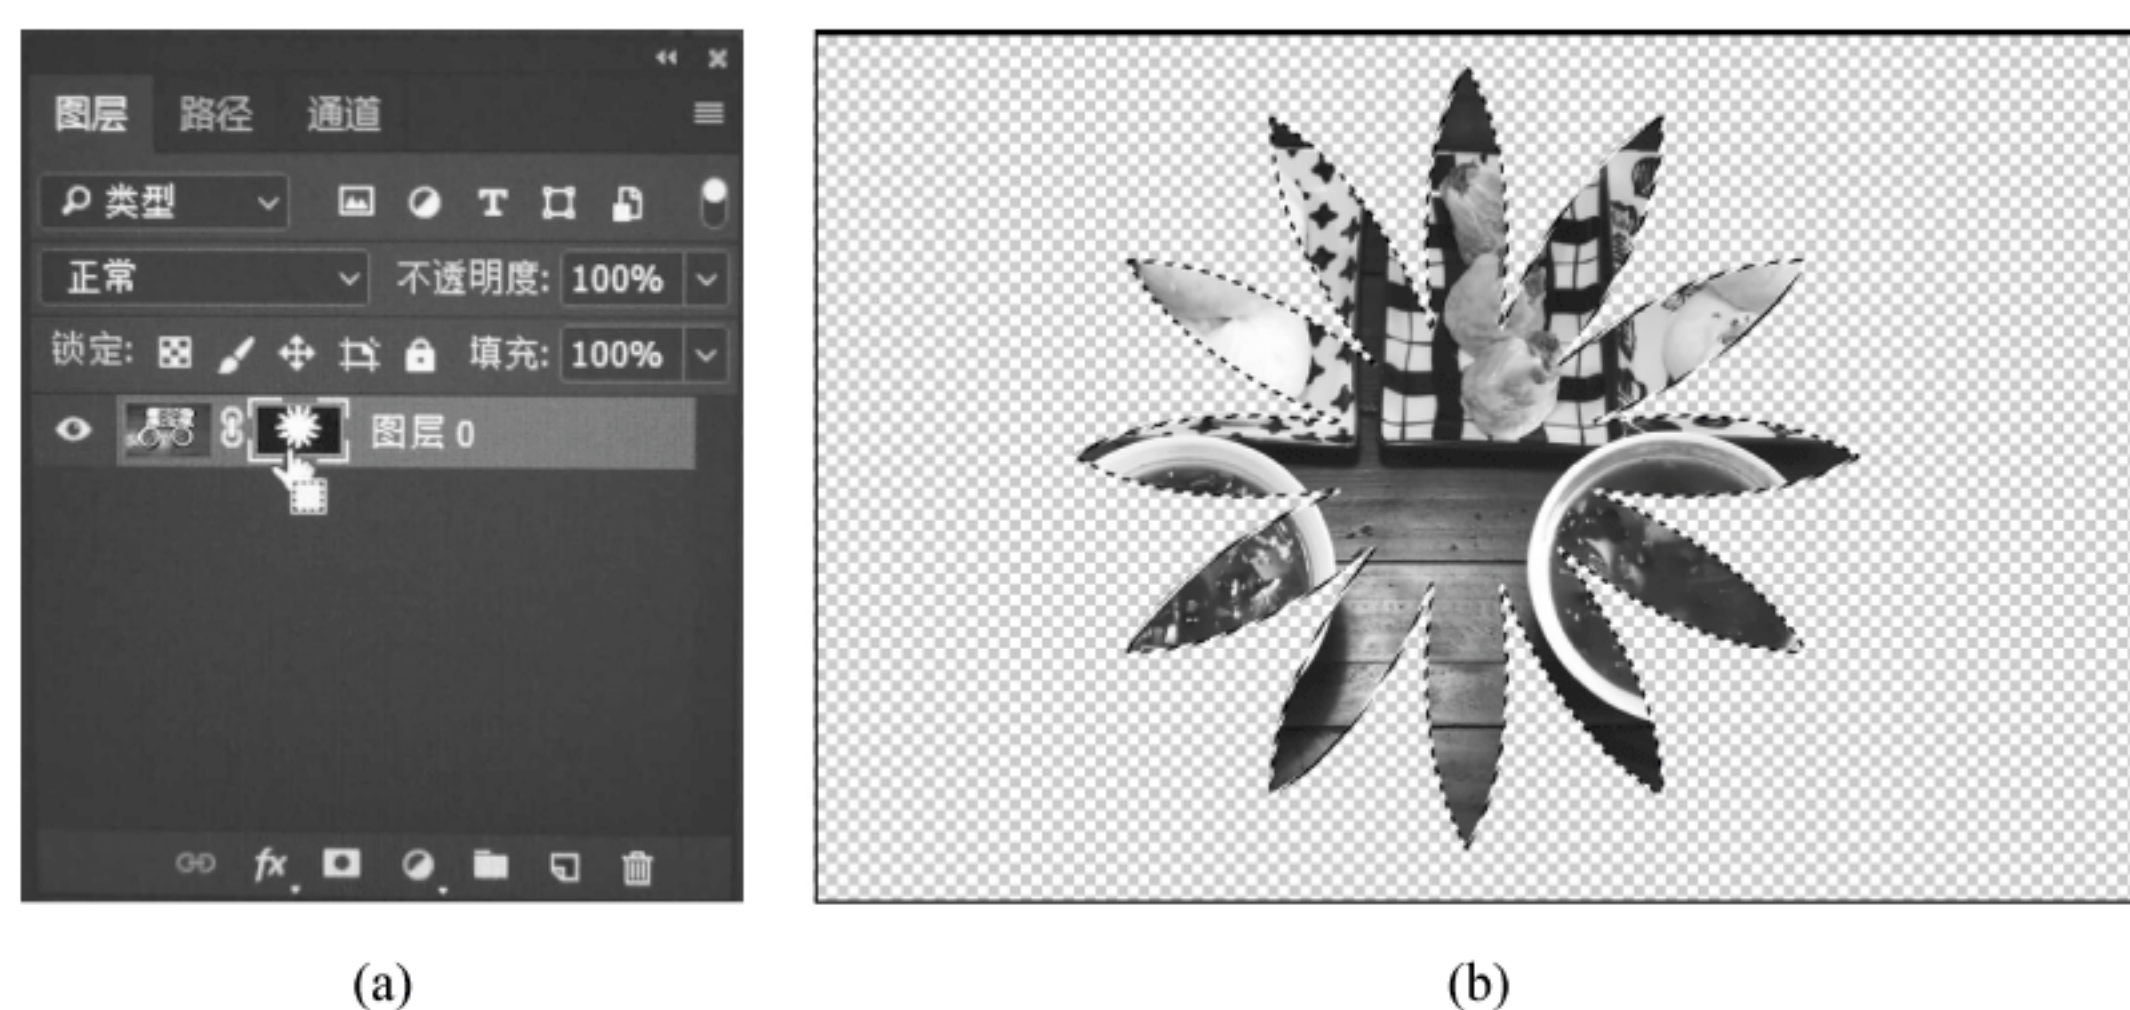 图层 路径 通道
类型
正常 不透明度: 100%
锁定: 填充: 100%
图层 0
fx
(a) (b)